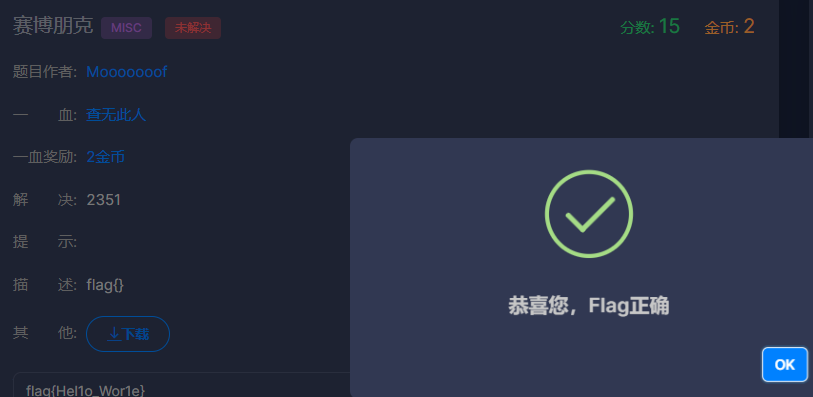 赛博朋克 MISC 未解决 分数: 15 金币: 2
题目作者: Mooooooof
一 血: 查无此人
一血奖励: 2金币
解 决: 2351
提 示:
描 述: flag{}
其 他: 下载
恭喜您，Flag正确
OK
flag{Hel1o_Wor1e}